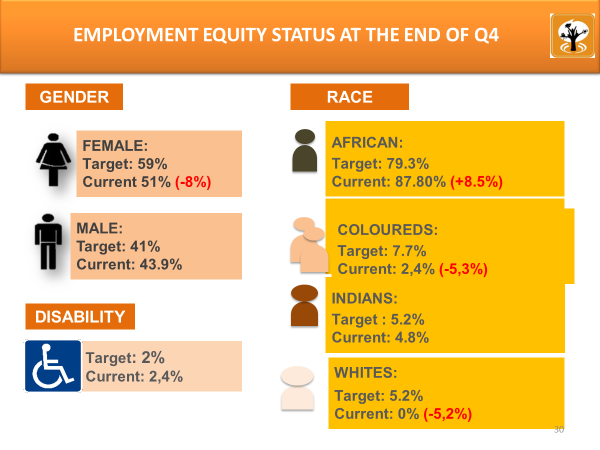 EMPLOYMENT EQUITY STATUS AT THE END OF Q4
GENDER
FEMALE:
Target: 59%
Current 51% (-8%)
MALE:
Target: 41%
Current: 43.9%
DISABILITY
Target: 2%
Current: 2,4%
RACE
AFRICAN:
Target: 79.3%
Current: 87.80% (+8.5%)
COLOUREDS:
Target: 7.7%
Current: 2,4% (-5,3%)
INDIANS:
Target : 5.2%
Current: 4.8%
WHITES:
Target: 5.2%
Current: 0% (-5,2%)
30